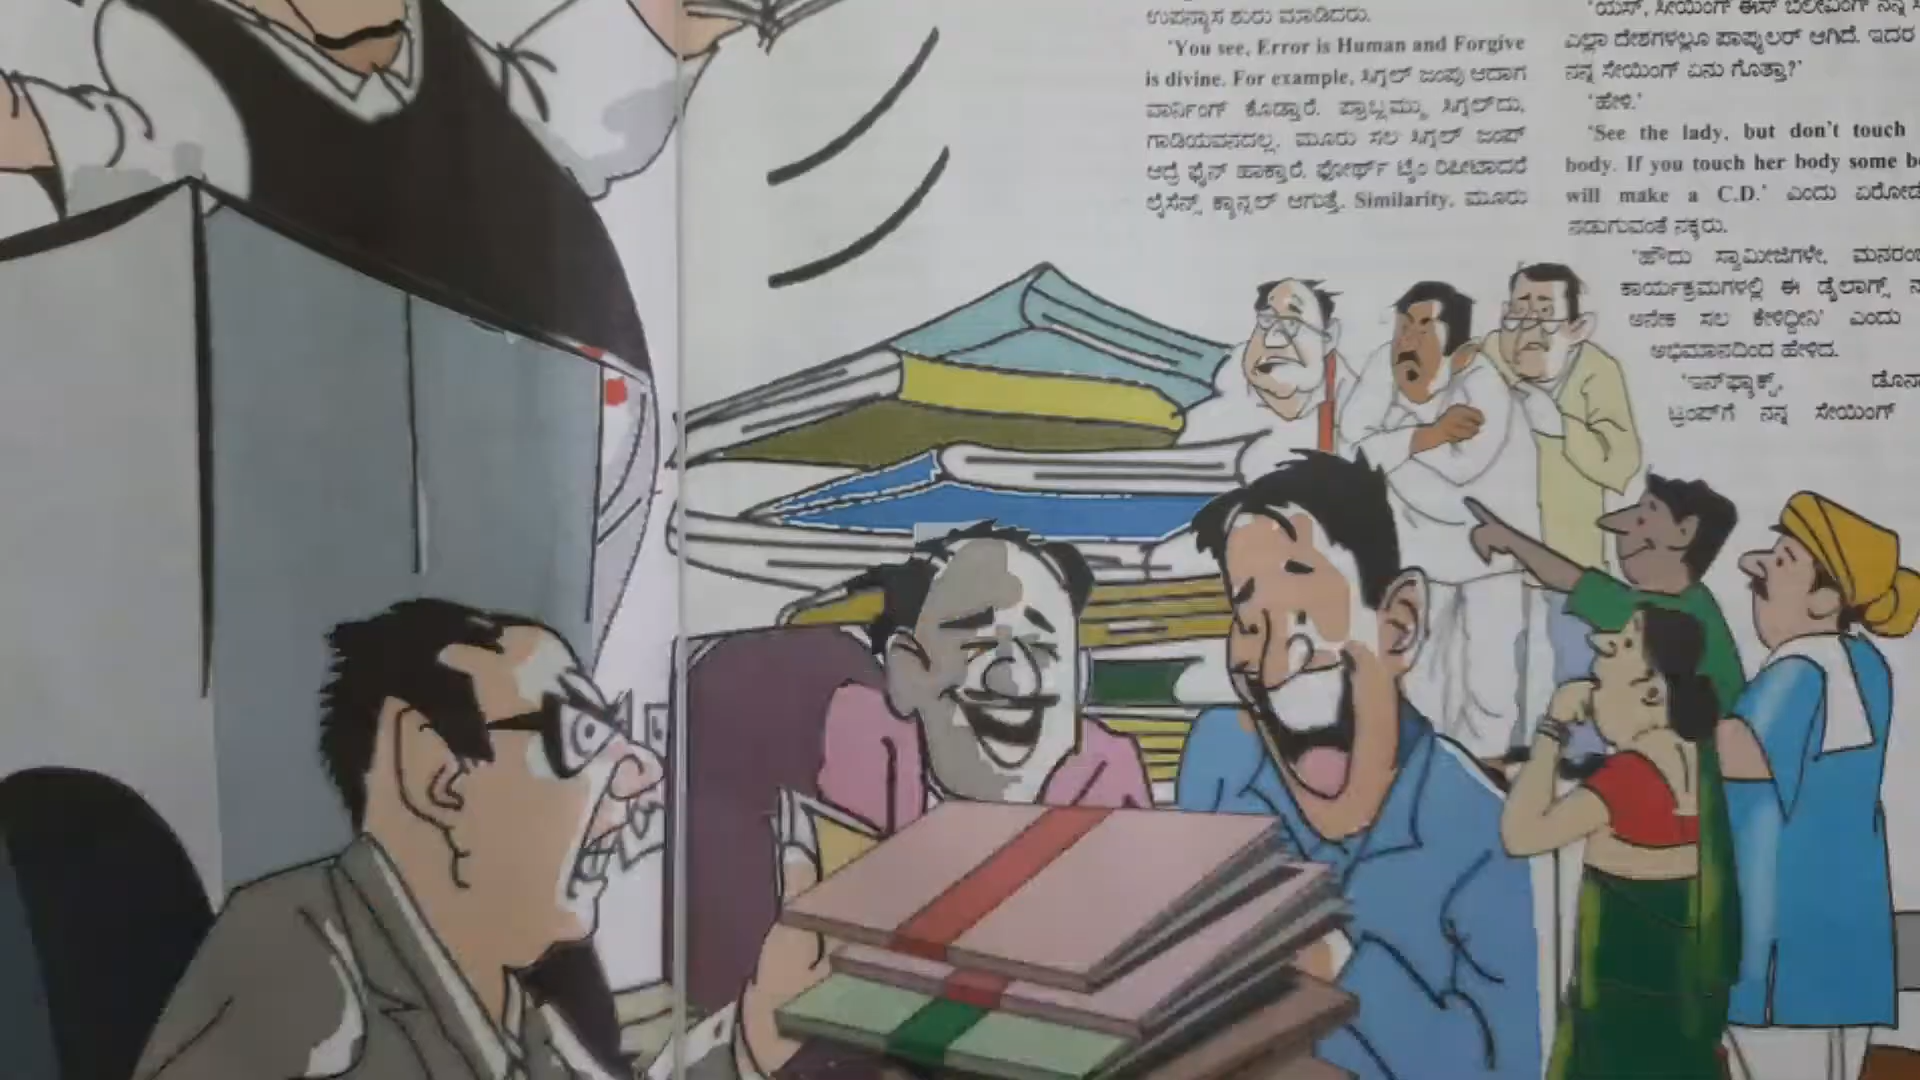 ಉಪನ್ಯಾಸ ಶುರು ಮಾಡಿದರು.
'You see, Error is Human and Forgive
is divine. For example, ಸಿಗ್ನಲ್ ಜಂಪು ಆದಾಗ
ವಾರ್ನಿಂಗ್ ಕೊಡ್ತಾರೆ. ಪ್ರಾಬ್ಲಮ್ಮು ಸಿಗ್ನಲ್‌ದು,
ಗಾಡಿಯವನದಲ್ಲ. ಮೂರು ಸಲ ಸಿಗ್ನಲ್ ಜಂಪ್
ಆದ್ರೆ ಫೈನ್ ಹಾಕ್ತಾರೆ. ಫೋರ್ಥ್ ಟೈಂ ರಿಪೀಟಾದರೆ
ಲೈಸೆನ್ಸ್ ಕ್ಯಾನ್ಸಲ್ ಆಗುತ್ತೆ. Similarity, ಮೂರು
'ಯಸ್, ಸೀಯಿಂಗ್ ಈಸ್ ಬಿಲೀವಿಂಗ್ ನನ್ನ
ಎಲ್ಲಾ ದೇಶಗಳಲ್ಲೂ ಪಾಪ್ಯುಲರ್ ಆಗಿದೆ. ಇದರ
ನನ್ನ ಸೇಯಿಂಗ್ ಏನು ಗೊತ್ತಾ?'
'ಹೇಳಿ.'
'See the lady, but don't touch
body. If you touch her body some
will make a C.D.' ಎಂದು
ನಡುಗುವಂತೆ ನಕ್ಕರು.
'ಹೌದು ಸ್ವಾಮೀಜಿಗಳೇ,
ಕಾರ್ಯಕ್ರಮಗಳಲ್ಲಿ ಈ ಡೈಲಾಗ್ಸ್
ಅನೇಕ ಸಲ ಕೇಳಿದ್ದೀನಿ' ಎಂದು
ಅಭಿಮಾನದಿಂದ ಹೇಳಿದ.
'ಇನ್‌ಫ್ಯಾಕ್ಟ್,
ಟ್ರಂಪ್‌ಗೆ ನನ್ನ ಸೇಯಿಂಗ್